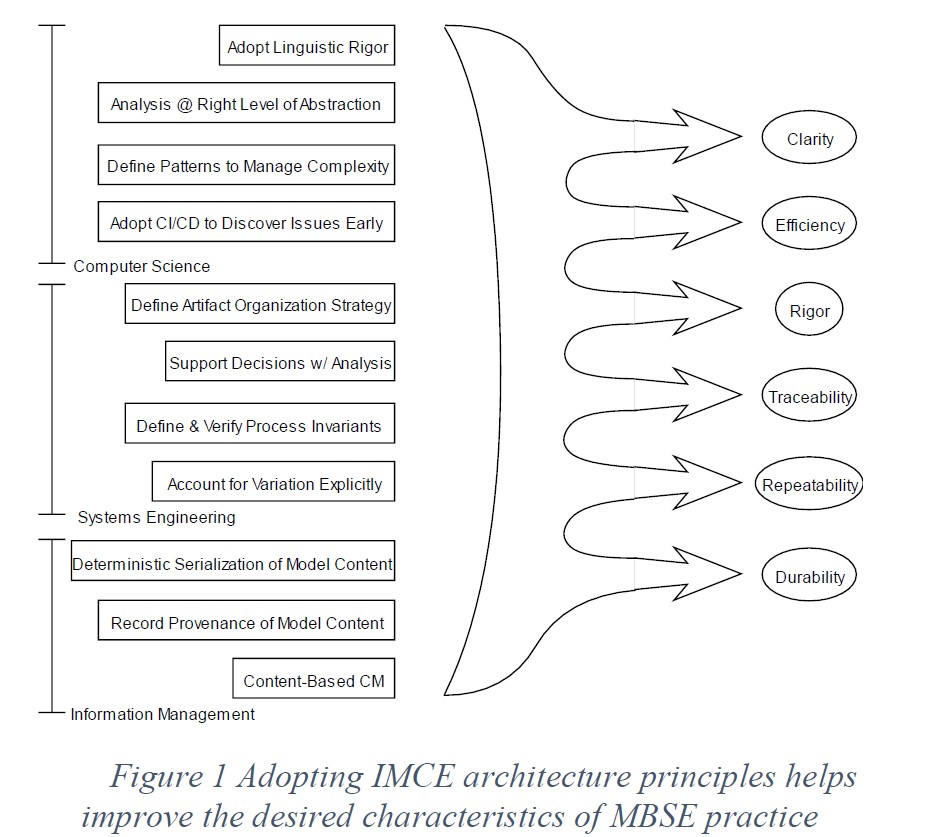 Adopt Linguistic Rigor
Analysis @ Right Level of Abstraction
Define Patterns to Manage Complexity
Adopt CI/CD to Discover Issues Early
Computer Science
Define Artifact Organization Strategy
Support Decisions w/ Analysis
Define & Verify Process Invariants
Account for Variation Explicitly
Systems Engineering
Deterministic Serialization of Model Content
Record Provenance of Model Content
Content-Based CM
Information Management
Clarity
Efficiency
Rigor
Traceability
Repeatability
Durability
Figure 1 Adopting IMCE architecture principles helps
improve the desired characteristics of MBSE practice